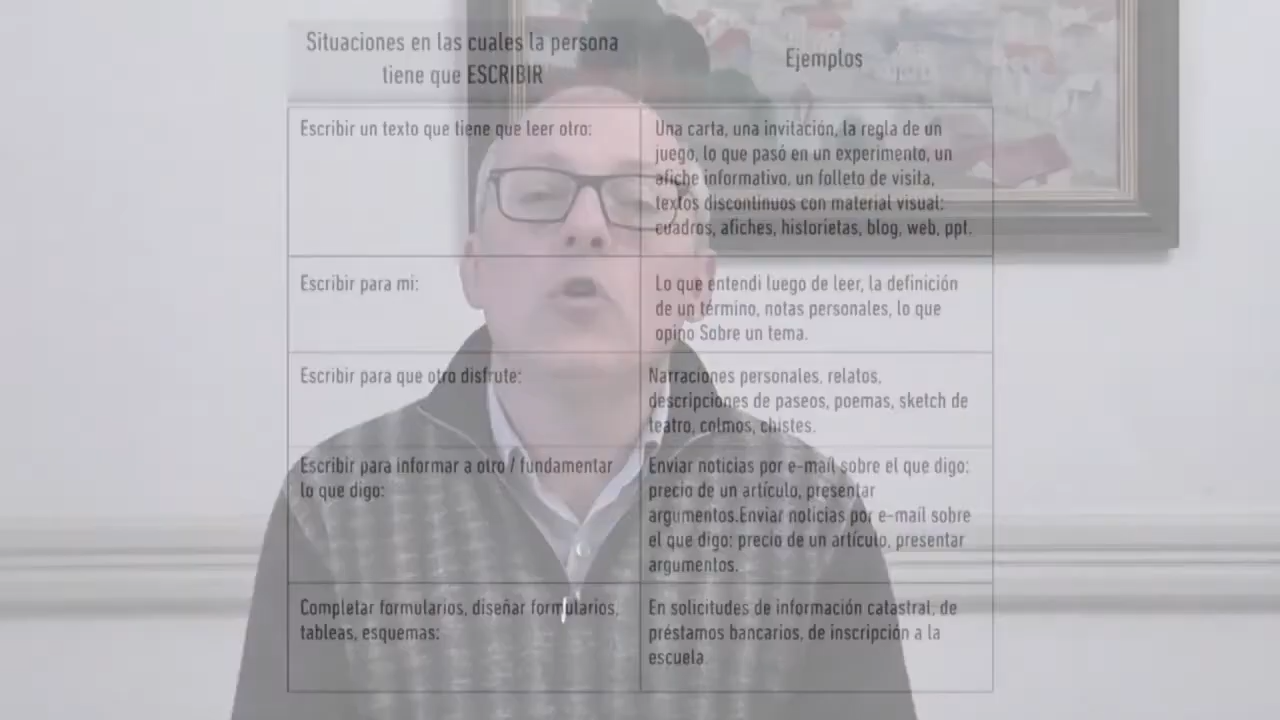 Situaciones en las cuales la persona
tiene que ESCRIBIR
Ejemplos
Escribir un texto que tiene que leer otro:
Una carta, una invitación, la regla de un
juego, lo que pasó en un experimento, un
afiche informativo, un folleto de visita,
textos discontinuos con material visual:
cuadros, afiches, historietas, blog, web, ppt.
Escribir para mi:
Lo que entendi luego de leer, la definición
de un término, notas personales, lo que
opino Sobre un tema.
Escribir para que otro disfrute:
Narraciones personales, relatos,
descripciones de paseos, poemas, sketch de
teatro, colmos, chistes.
Escribir para informar a otro / fundamentar
lo que digo:
Enviar noticias por e-mail sobre el que digo:
precio de un artículo, presentar
argumentos.Enviar noticias por e-mail sobre
el que digo: precio de un artículo, presentar
argumentos.
Completar formularios, diseñar formularios,
tableas, esquemas:
En solicitudes de información catastral, de
préstamos bancarios, de inscripción a la
escuela.